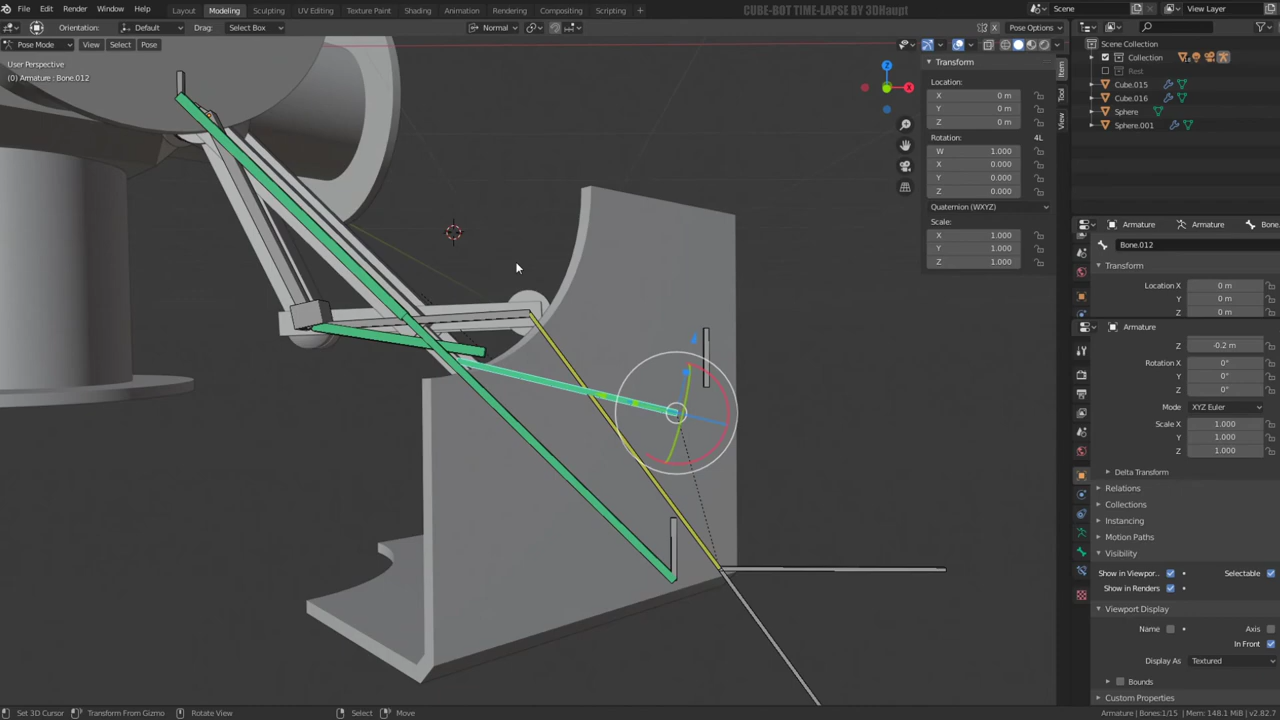 File Edit Render Window Help Layout Modeling Sculpting UV Editing Texture Paint Shading Animation Rendering Compositing Scripting Scene View Layer
CUBE-BOT TIME-LAPSE BY 3DHaupt
Orientation: Default Drag: Select Box Normal Pose Options
Pose Mode View Select Pose
User Perspective
(0) Armature : Bone.012
Z
X
Transform
Location:
X 0 m
Y 0 m
Z 0 m
Rotation: 4L
W 1.000
X 0.000
Y 0.000
Z 0.000
Quaternion (WXYZ)
Scale:
X 1.000
Y 1.000
Z 1.000
Item
Tool
View
Scene Collection
Collection
Rest
Cube.015
Cube.016
Sphere
Sphere.001
Armature Armature Bone.
Bone.012
Transform
Location X 0 m
Y 0 m
Z 0 m
Armature
Z -0.2 m
Rotation X 0°
Y 0°
Z 0°
Mode XYZ Euler
Scale X 1.000
Y 1.000
Z 1.000
Delta Transform
Relations
Collections
Instancing
Motion Paths
Visibility
Show in Viewpor.. Selectable
Show in Renders
Viewport Display
Name Axis
In Front
Display As Textured
Bounds
Custom Properties
Set 3D Cursor Transform From Gizmo Rotate View Select Move Armature | Bones:1/15 | Mem: 148.1 MiB | v2.82.7